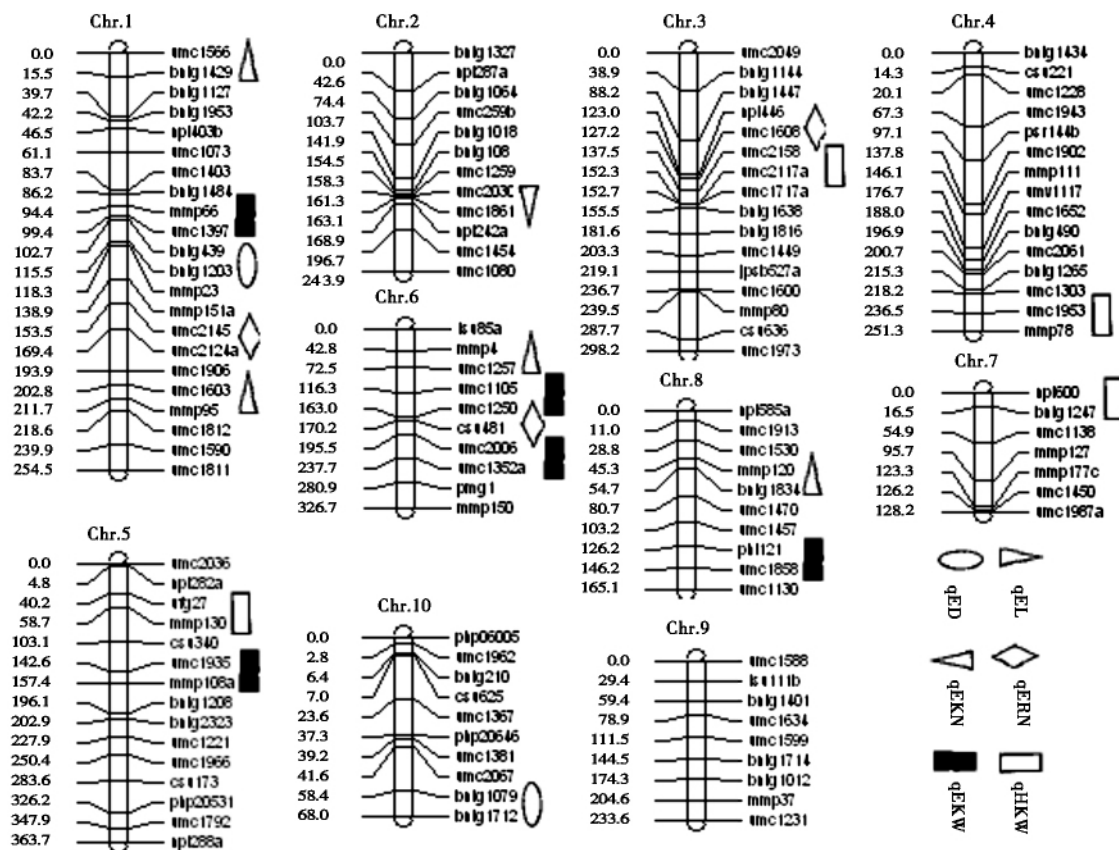 Chr.1
0.0 umc1566
15.5 bnlg1429
39.7 bnlg1127
42.2 bnlg1953
46.5 npl403b
61.1 umc1073
83.7 umc1403
86.2 bnlg1484
94.4 mmp66
99.4 umc1397
102.7 bnlg439
115.5 bnlg1203
118.3 mmp23
138.9 mmp151a
153.5 umc2145
169.4 umc2124a
193.9 umc1906
202.8 umc1603
211.7 mmp95
218.6 umc1812
239.9 umc1590
254.5 umc1811
Chr.2
bnlg1327
0.0 npl287a
42.6 bnlg1064
74.4 umc259b
103.7 bnlg1018
141.9 bnlg108
154.5 umc1259
158.3 umc2030
161.3 umc1861
163.1 npl242a
168.9 umc1454
196.7 umc1080
243.9
Chr.3
0.0 umc2049
38.9 bnlg1144
88.2 bnlg1447
123.0 npl446
127.2 umc1608
137.5 umc2158
152.3 umc2117a
152.7 umc1717a
155.5 bnlg1638
181.6 bnlg1816
203.3 umc1449
219.1 jpsb527a
236.7 umc1600
239.5 mmp80
287.7 csu636
298.2 umc1973
Chr.4
0.0 bnlg1434
14.3 csu221
20.1 umc1228
67.3 umc1943
97.1 psr144b
137.8 umc1902
146.1 mmp111
176.7 umv1117
188.0 umc1652
196.9 bnlg490
200.7 umc2061
215.3 bnlg1265
218.2 umc1303
236.5 umc1953
251.3 mmp78
Chr.6
0.0 lsu85a
42.8 mmp4
72.5 umc1257
116.3 umc1105
163.0 umc1250
170.2 csu481
195.5 umc2006
237.7 umc1352a
280.9 pmg1
326.7 mmp150
Chr.8
0.0 npl585a
11.0 umc1913
28.8 umc1530
45.3 mmp120
54.7 bnlg1834
80.7 umc1470
103.2 umc1457
126.2 phl121
146.2 umc1858
165.1 umc1130
Chr.7
0.0 npl600
16.5 bnlg1247
54.9 umc1138
95.7 mmp127
123.3 mmp177c
126.2 umc1450
128.2 umc1987a
Chr.5
0.0 umc2036
4.8 npl282a
40.2 ufg27
58.7 mmp130
103.1 csu340
142.6 umc1935
157.4 mmp108a
196.1 bnlg1208
202.9 bnlg2323
227.9 umc1221
250.4 umc1966
283.6 csu173
326.2 php20531
347.9 umc1792
363.7 npl288a
Chr.10
0.0 php06005
2.8 umc1962
6.4 bnlg210
7.0 csu625
23.6 umc1367
37.3 php20646
39.2 umc1381
41.6 umc2067
58.4 bnlg1079
68.0 bnlg1712
Chr.9
0.0 umc1588
29.4 lsu111b
59.4 bnlg1401
78.9 umc1634
111.5 umc1599
144.5 bnlg1714
174.3 bnlg1012
204.6 mmp37
233.6 umc1231
qED qEL
qEKN qERN
qEKW qHKW